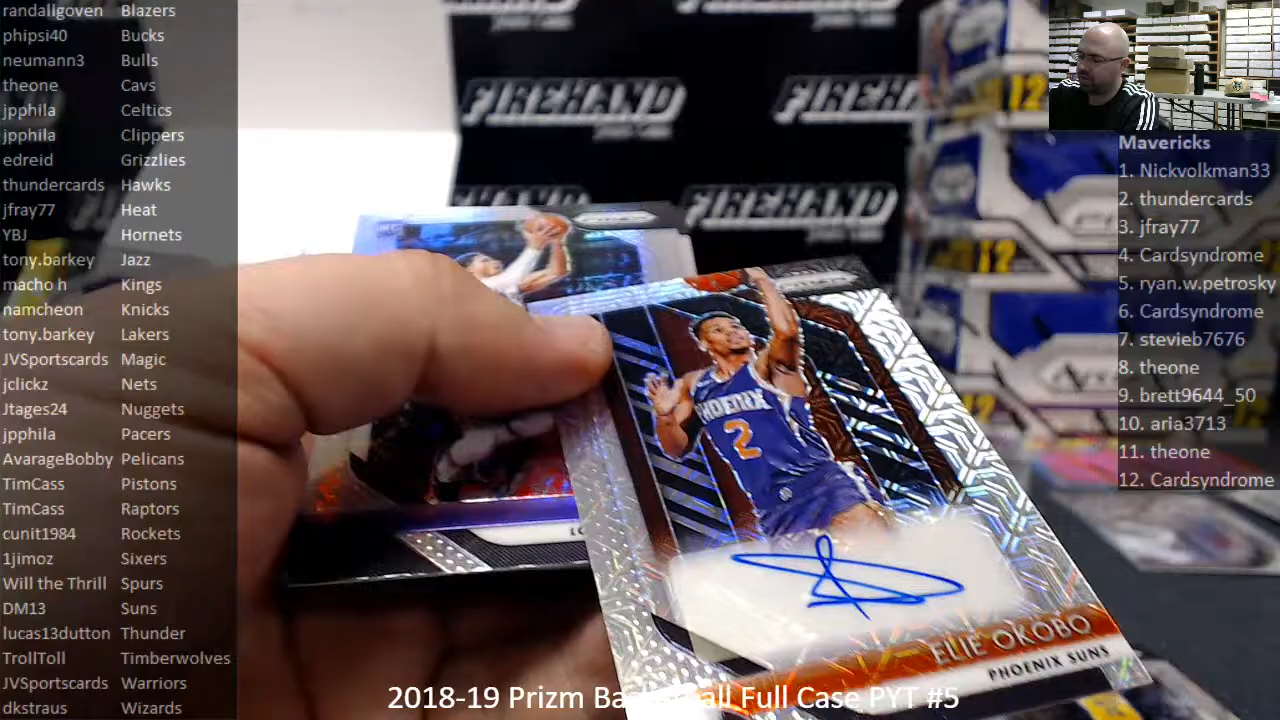 randallgoven Blazers
phipsi40 Bucks
neumann3 Bulls
theone Cavs
jpphila Celtics
jpphila Clippers
edreid Grizzlies
thundercards Hawks
jfray77 Heat
YBJ Hornets
tony.barkey Jazz
macho h Kings
namcheon Knicks
tony.barkey Lakers
JVSportscards Magic
jclickz Nets
Jtages24 Nuggets
jpphila Pacers
AvarageBobby Pelicans
TimCass Pistons
TimCass Raptors
cunit1984 Rockets
1jimoz Sixers
Will the Thrill Spurs
DM13 Suns
lucas13dutton Thunder
TrollToll Timberwolves
JVSportscards Warriors
dkstraus Wizards
FIREHAND
FIREHAND
FIREHAND
12
12
12
PHOENIX
2
ELIE OKOBO
PHOENIX SUNS
Mavericks
1. Nickvolkman33
2. thundercards
3. jfray77
4. Cardsyndrome
5. ryan.w.petrosky
6. Cardsyndrome
7. stevieb7676
8. theone
9. brett9644_50
10. aria3713
11. theone
12. Cardsyndrome
2018-19 Prizm Basketball Full Case PYT #5